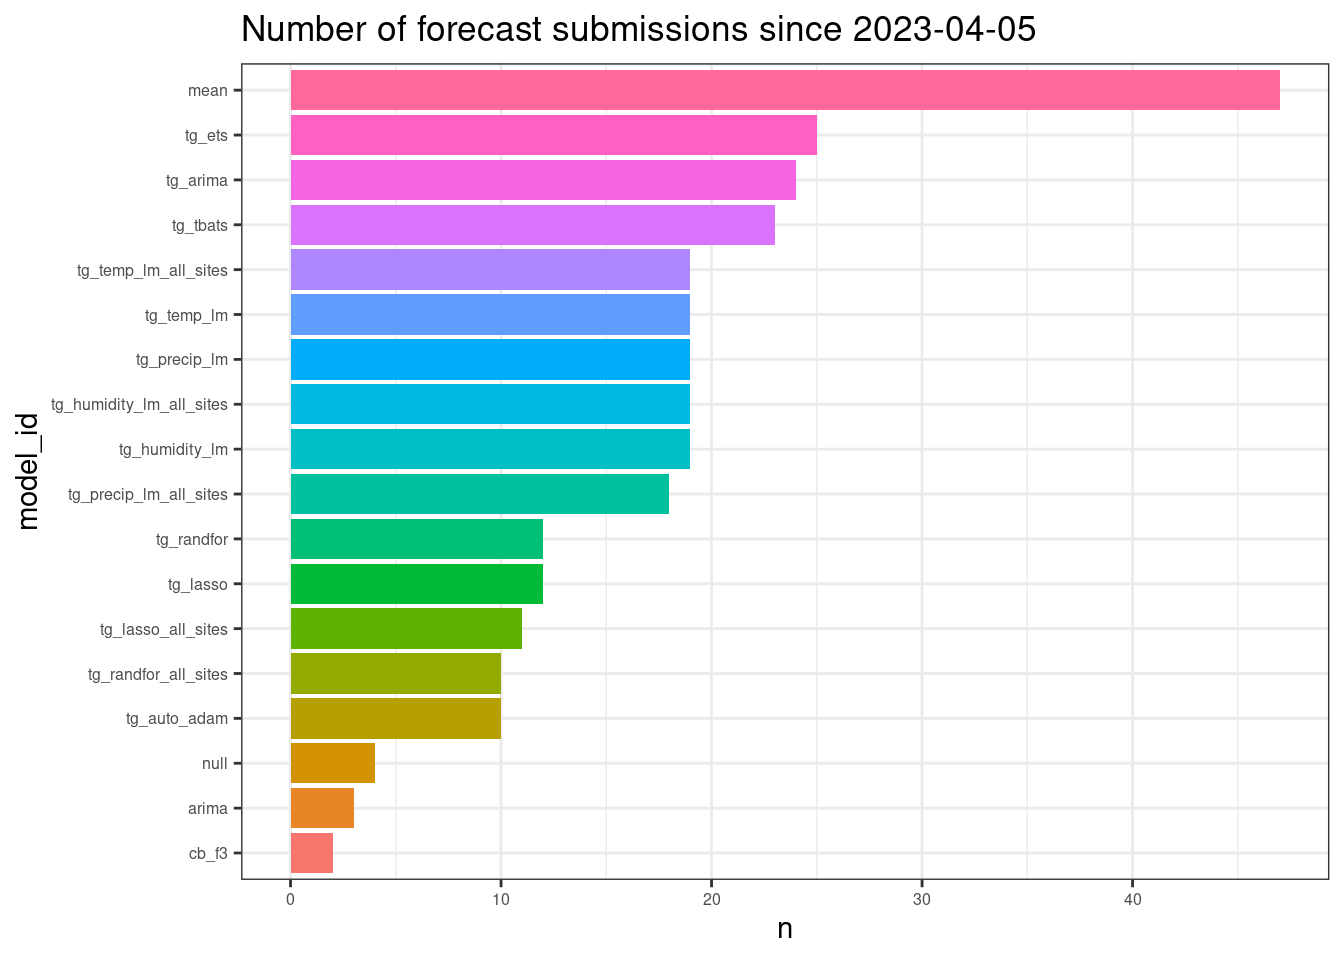 Number of forecast submissions since 2023-04-05
mean
tg_ets
tg_arima
tg_tbats
tg_temp_lm_all_sites
tg_temp_lm
tg_precip_lm
tg_humidity_lm_all_sites
tg_humidity_lm
tg_precip_lm_all_sites
tg_randfor
tg_lasso
tg_lasso_all_sites
tg_randfor_all_sites
tg_auto_adam
null
arima
cb_f3
model_id
0 10 20 30 40
n